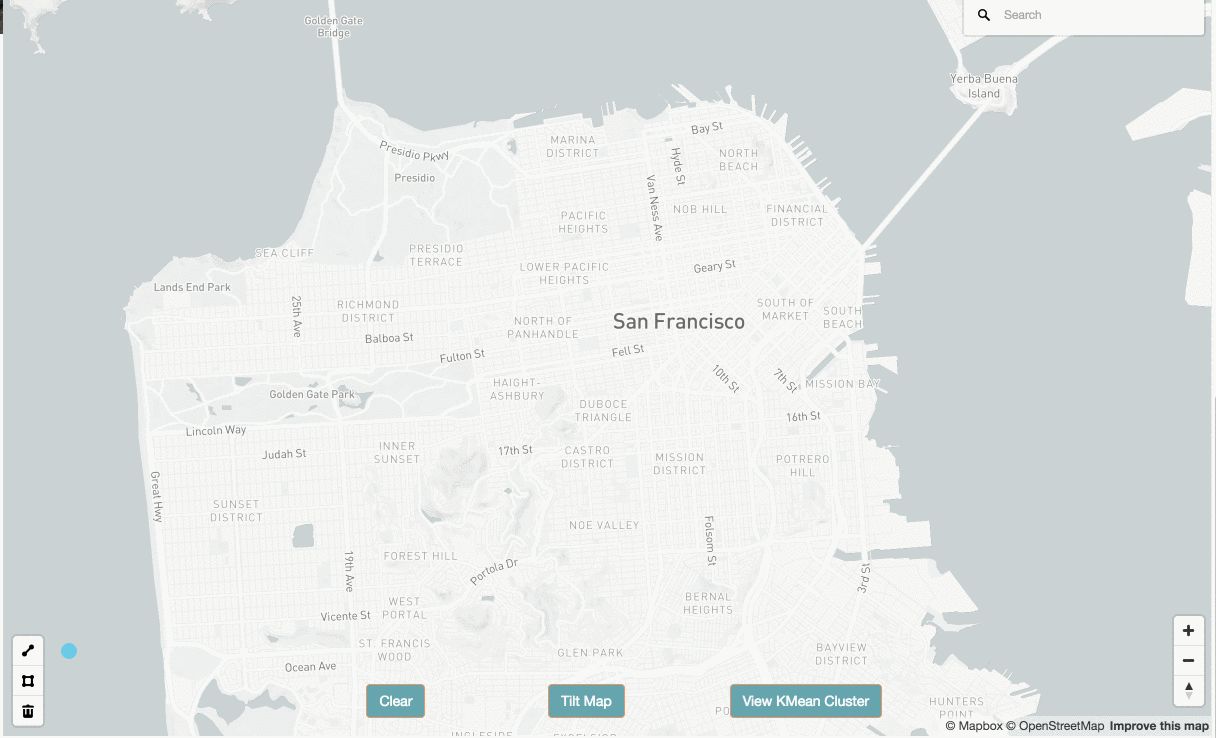 Golden Gate
Bridge
Search
Yerba Buena
Island
Bay St
MARINA
DISTRICT
Presidio Pkwy
Hyde St
NORTH
BEACH
Presidio
Van Ness Ave
NOB HILL
FINANCIAL
DISTRICT
PACIFIC
HEIGHTS
SEA CLIFF
PRESIDIO
TERRACE
LOWER PACIFIC
HEIGHTS
Geary St
Lands End Park
25th Ave
RICHMOND
DISTRICT
SOUTH OF
MARKET
SOUTH
BEACH
NORTH OF
PANHANDLE
San Francisco
Balboa St
Fulton St
Fell St
10th St
7th St
MISSION BAY
HAIGHT-
ASHBURY
Golden Gate Park
DUBOCE
TRIANGLE
16th St
Lincoln Way
Judah St
INNER
SUNSET
17th St
CASTRO
DISTRICT
MISSION
DISTRICT
POTRERO
HILL
Great Hwy
SUNSET
DISTRICT
NOE VALLEY
Folsom St
FOREST HILL
19th Ave
Portola Dr
3rd St
WEST
PORTAL
BERNAL
HEIGHTS
Vicente St
ST. FRANCIS
WOOD
GLEN PARK
BAYVIEW
DISTRICT
Ocean Ave
Clear
Tilt Map
View KMean Cluster
HUNTERS
POINT
© Mapbox © OpenStreetMap Improve this map
INGLESIDE
EXCELSIOR